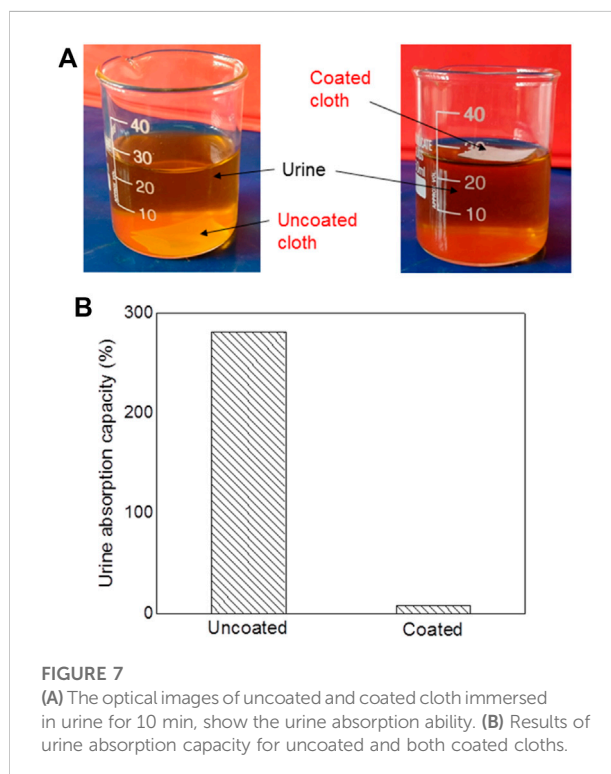 A
40
30
20
10
Urine
Uncoated
cloth
Coated
cloth
40
20
10
B
Urine absorption capacity (%)
300
200
100
0
Uncoated
Coated
FIGURE 7
(A) The optical images of uncoated and coated cloth immersed
in urine for 10 min, show the urine absorption ability. (B) Results of
urine absorption capacity for uncoated and both coated cloths.